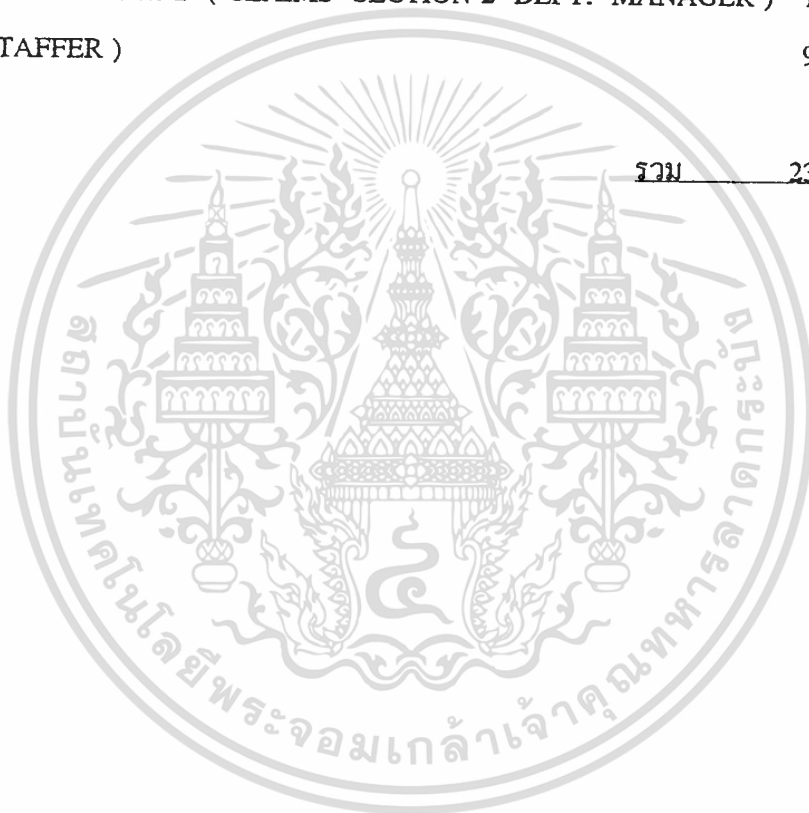 SECTION 2 DEPT. MANAGER )
TAFFER ) 9
รวม 23
สถาบันเทคโนโลยีพระจอมเกล้าเจ้าคุณทหารลาดกระบัง